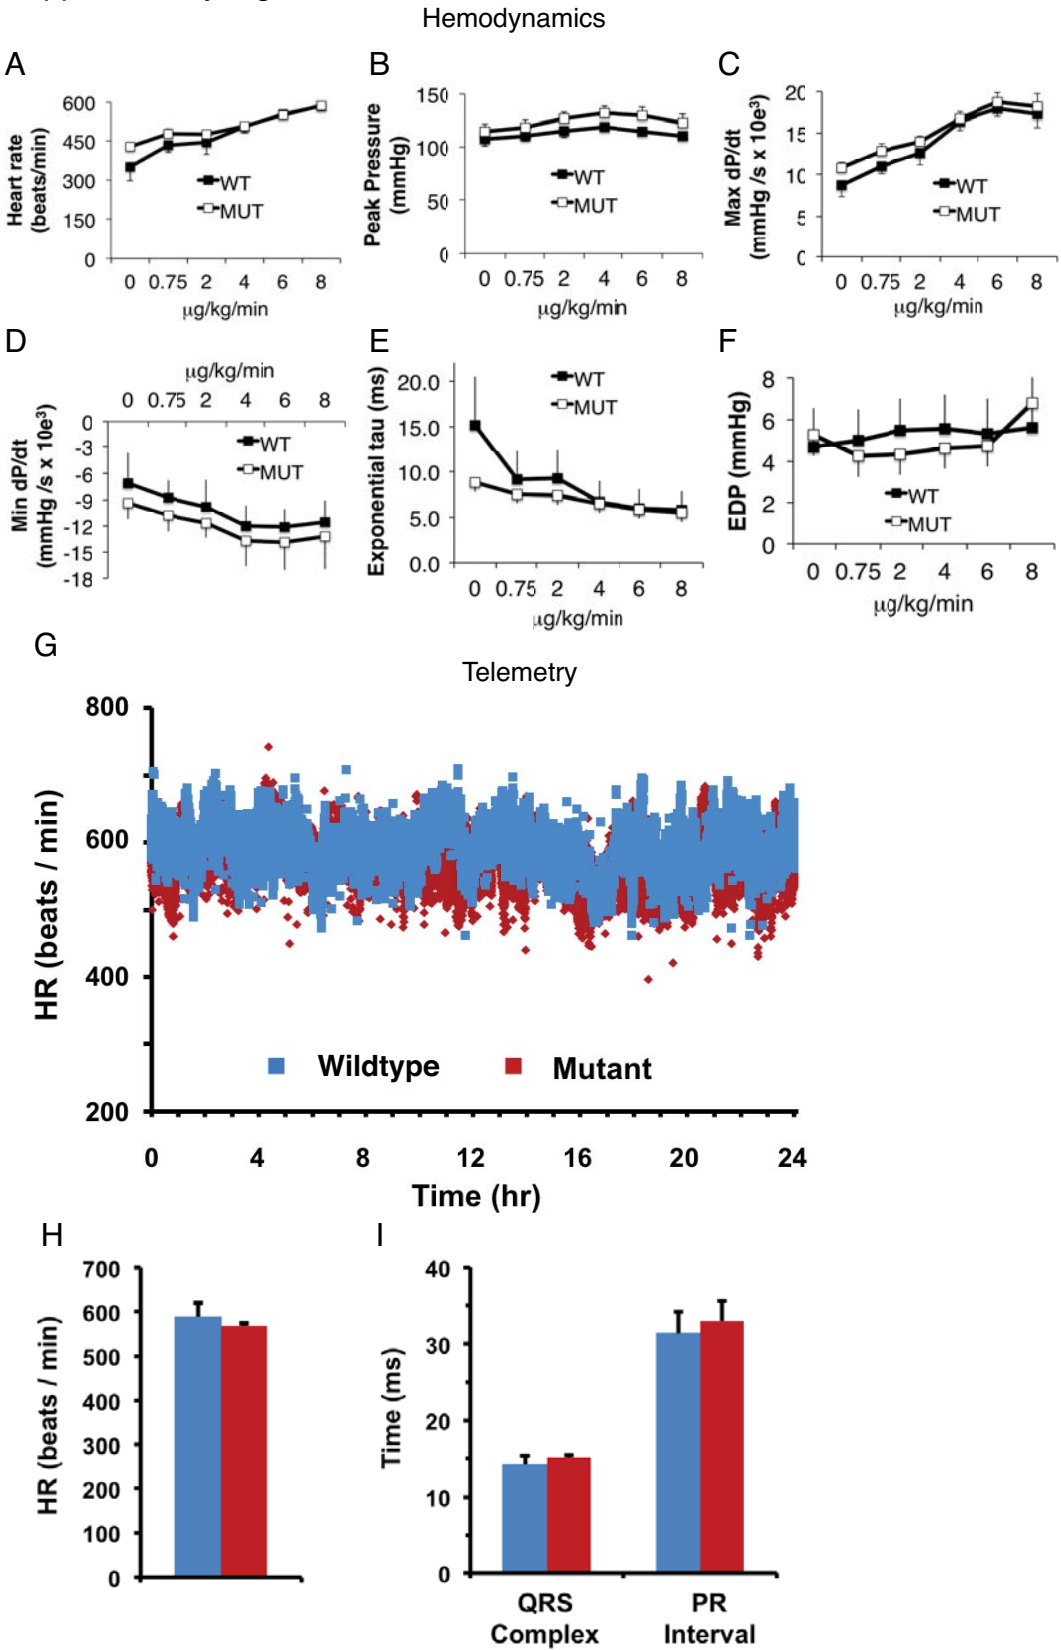 Hemodynamics
A
Heart rate
(beats/min)
600
450
300
150
0
WT
MUT
0 0.75 2 4 6 8
µg/kg/min
B
Peak Pressure
(mmHg)
150
100
50
0
WT
MUT
0 0.75 2 4 6 8
µg/kg/min
C
Max dP/dt
(mmHg /s x 10e³)
20
15
10
5
0
WT
MUT
0 0.75 2 4 6 8
µg/kg/min
D
µg/kg/min
0 0.75 2 4 6 8
Min dP/dt
(mmHg /s x 10e³)
0
-3
-6
-9
-12
-15
-18
WT
MUT
E
Exponential tau (ms)
20.0
15.0
10.0
5.0
0.0
WT
MUT
0 0.75 2 4 6 8
µg/kg/min
F
EDP (mmHg)
8
6
4
2
0
WT
MUT
0 0.75 2 4 6 8
µg/kg/min
G
Telemetry
HR (beats / min)
800
600
400
200
Wildtype
Mutant
0 4 8 12 16 20 24
Time (hr)
H
HR (beats / min)
700
600
500
400
300
200
100
0
I
Time (ms)
40
30
20
10
0
QRS
Complex
PR
Interval